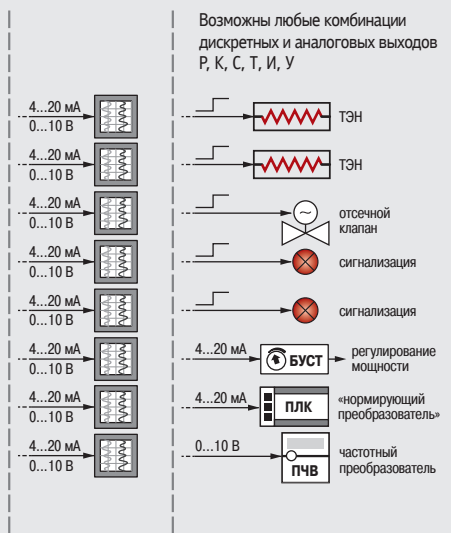 Возможны любые комбинации
дискретных и аналоговых выходов
Р, К, С, Т, И, У
4...20 мА
0...10 В
ТЭН
4...20 мА
0...10 В
ТЭН
4...20 мА
0...10 В
отсечной
клапан
4...20 мА
0...10 В
сигнализация
4...20 мА
0...10 В
сигнализация
4...20 мА
0...10 В
4...20 мА
БУСТ
регулирование
мощности
4...20 мА
0...10 В
4...20 мА
ПЛК
«нормирующий
преобразователь»
4...20 мА
0...10 В
0...10 В
ПЧВ
частотный
преобразователь